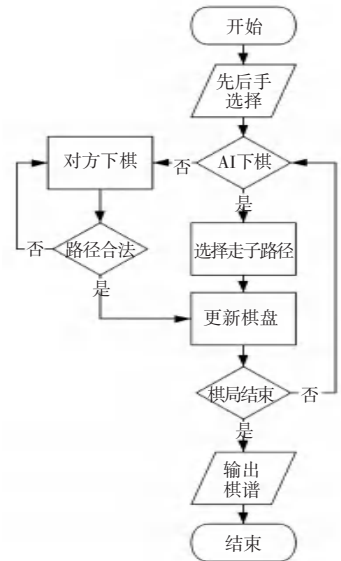 开始
先后手
选择
对方下棋
否
AI下棋
是
否
路径合法
选择走子路径
是
更新棋盘
棋局结束
否
是
输出
棋谱
结束